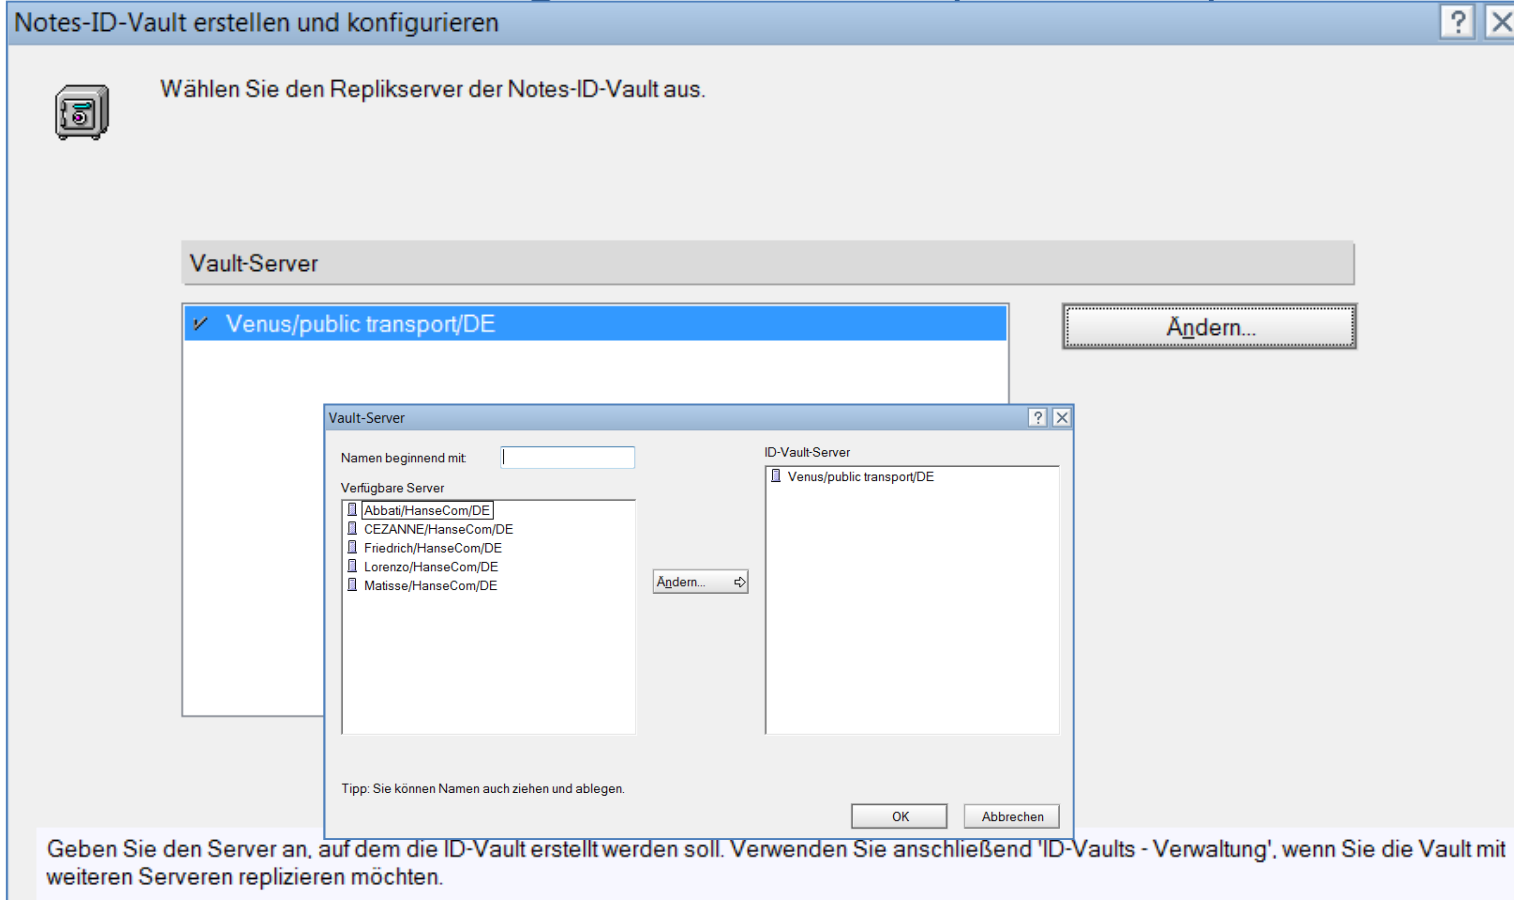 Notes-ID-Vault erstellen und konfigurieren
Wählen Sie den Replikserver der Notes-ID-Vault aus.
Vault-Server
Venus/public transport/DE
Ändern...
Vault-Server
Namen beginnend mit:
Verfügbare Server
Abbati/HanseCom/DE
CEZANNE/HanseCom/DE
Friedrich/HanseCom/DE
Lorenzo/HanseCom/DE
Matisse/HanseCom/DE
Ändern...
ID-Vault-Server
Venus/public transport/DE
Tipp: Sie können Namen auch ziehen und ablegen.
OK
Abbrechen
Geben Sie den Server an, auf dem die ID-Vault erstellt werden soll. Verwenden Sie anschließend 'ID-Vaults - Verwaltung', wenn Sie die Vault mit
weiteren Serveren replizieren möchten.